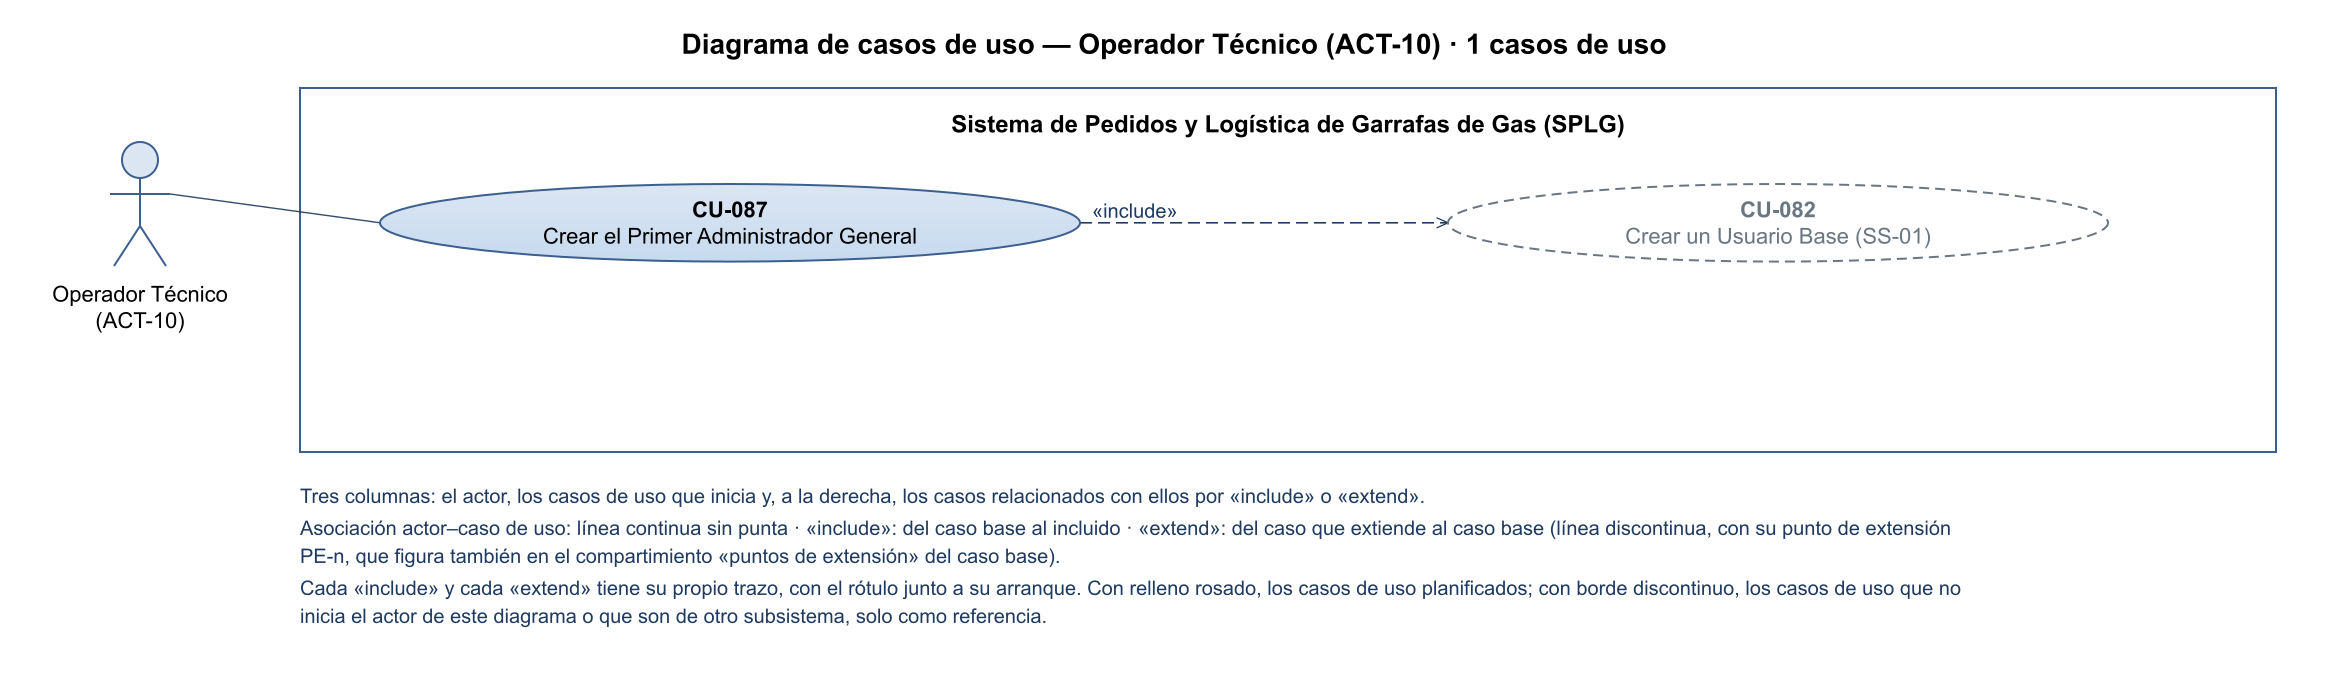 Diagrama de casos de uso — Operador Técnico (ACT-10) · 1 casos de uso
Sistema de Pedidos y Logística de Garrafas de Gas (SPLG)
CU-087
Crear el Primer Administrador General
«include»
CU-082
Crear un Usuario Base (SS-01)
Operador Técnico
(ACT-10)
Tres columnas: el actor, los casos de uso que inicia y, a la derecha, los casos relacionados con ellos por «include» o «extend».
Asociación actor–caso de uso: línea continua sin punta · «include»: del caso base al incluido · «extend»: del caso que extiende al caso base (línea discontinua, con su punto de extensión
PE-n, que figura también en el compartimiento «puntos de extensión» del caso base).
Cada «include» y cada «extend» tiene su propio trazo, con el rótulo junto a su arranque. Con relleno rosado, los casos de uso planificados; con borde discontinuo, los casos de uso que no
inicia el actor de este diagrama o que son de otro subsistema, solo como referencia.